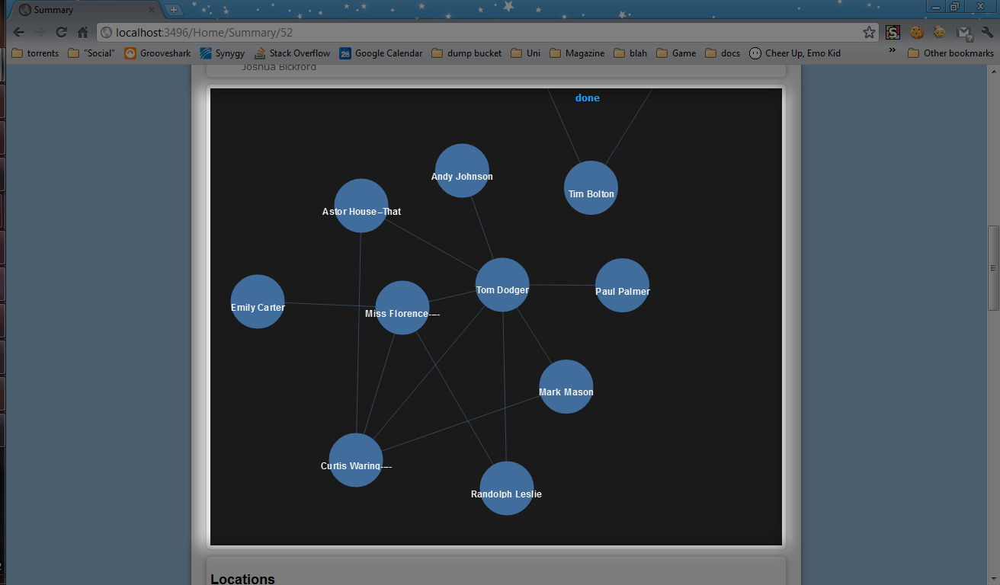 Summary
localhost:3496/Home/Summary/52
torrents "Social" Grooveshark Synygy Stack Overflow 28 Google Calendar dump bucket Uni Magazine blah Game docs Cheer Up, Emo Kid » Other bookmarks
Joshua Bickford
done
Andy Johnson
Tim Bolton
Astor House--That
Tom Dodger
Paul Palmer
Emily Carter
Miss Florence----
Mark Mason
Curtis Waring----
Randolph Leslie
Locations